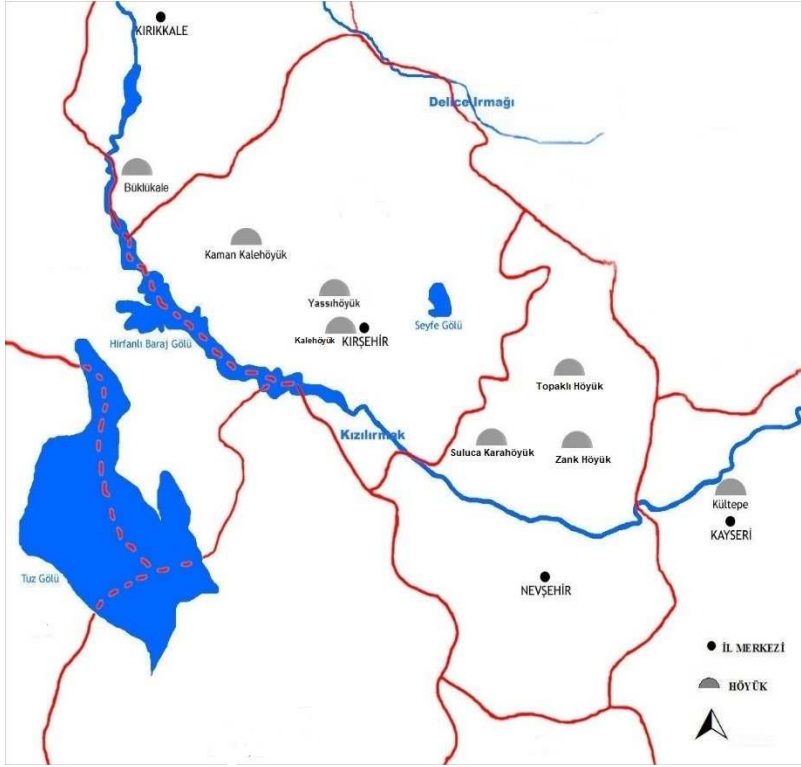 KIRIKKALE
Delice Irmağı
Büklükale
Kaman Kalehöyük
Yassıhöyük
Kalehöyük
KIRŞEHİR
Seyfe Gölü
Hirfanlı Baraj Gölü
Topaklı Höyük
Kızılırmak
Suluca Karahöyük
Zank Höyük
Kültepe
KAYSERİ
Tuz Gölü
NEVŞEHİR
İL MERKEZİ
HÖYÜK